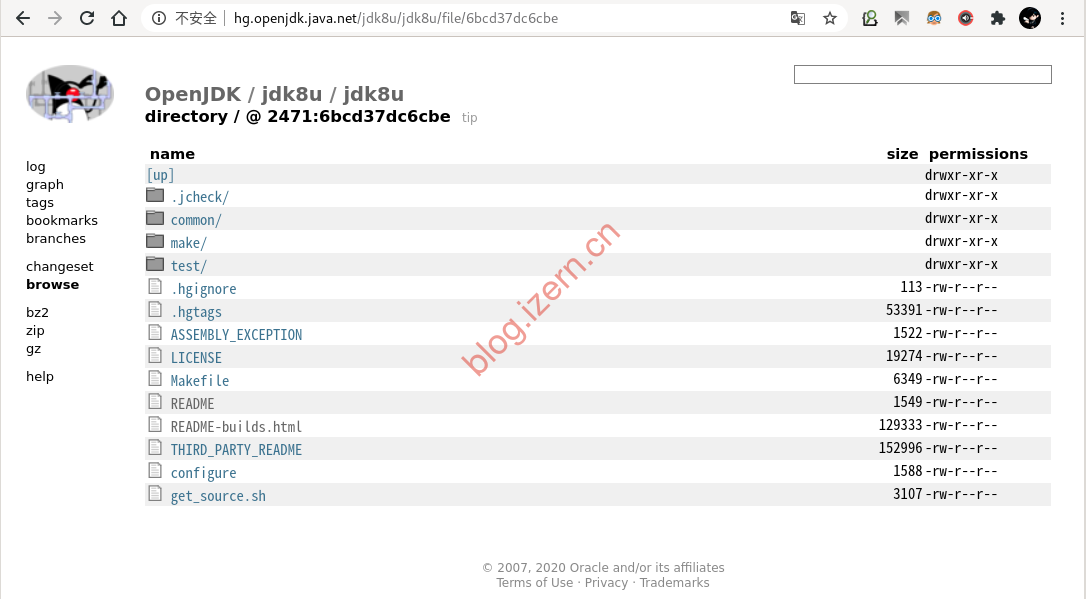 不安全 hg.openjdk.java.net/jdk8u/jdk8u/file/6bcd37dc6cbe
OpenJDK / jdk8u / jdk8u
directory / @ 2471:6bcd37dc6cbe tip
log
graph
tags
bookmarks
branches
changeset
browse
bz2
zip
gz
help
name size permissions
[up] drwxr-xr-x
.jcheck/ drwxr-xr-x
common/ drwxr-xr-x
make/ drwxr-xr-x
test/ drwxr-xr-x
.hgignore 113 -rw-r--r--
.hgtags 53391 -rw-r--r--
ASSEMBLY_EXCEPTION 1522 -rw-r--r--
LICENSE 19274 -rw-r--r--
Makefile 6349 -rw-r--r--
README 1549 -rw-r--r--
README-builds.html 129333 -rw-r--r--
THIRD_PARTY_README 152996 -rw-r--r--
configure 1588 -rw-r--r--
get_source.sh 3107 -rw-r--r--
blog.izern.cn
© 2007, 2020 Oracle and/or its affiliates
Terms of Use · Privacy · Trademarks